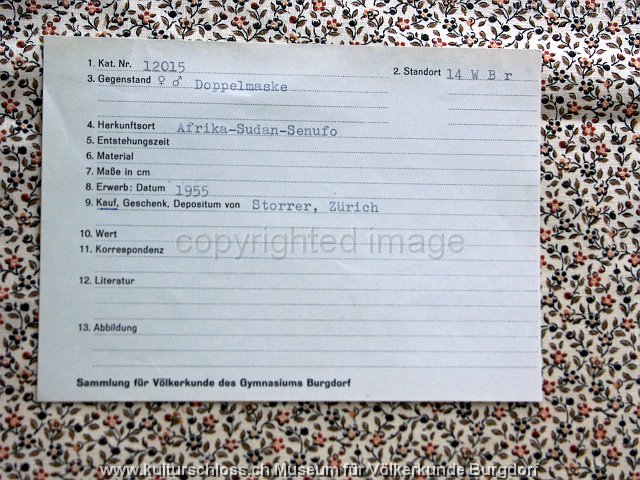 1. Kat. Nr. 12015
2. Standort 14 W B r
3. Gegenstand ♀ ♂ Doppelmaske
4. Herkunftsort Afrika-Sudan-Senufo
5. Entstehungszeit
6. Material
7. Maße in cm
8. Erwerb: Datum 1955
9. Kauf, Geschenk, Depositum von Storrer, Zürich
10. Wert
copyrighted image
11. Korrespondenz
12. Literatur
13. Abbildung
Sammlung für Völkerkunde des Gymnasiums Burgdorf
www.kulturschloss.ch Museum für Völkerkunde Burgdorf